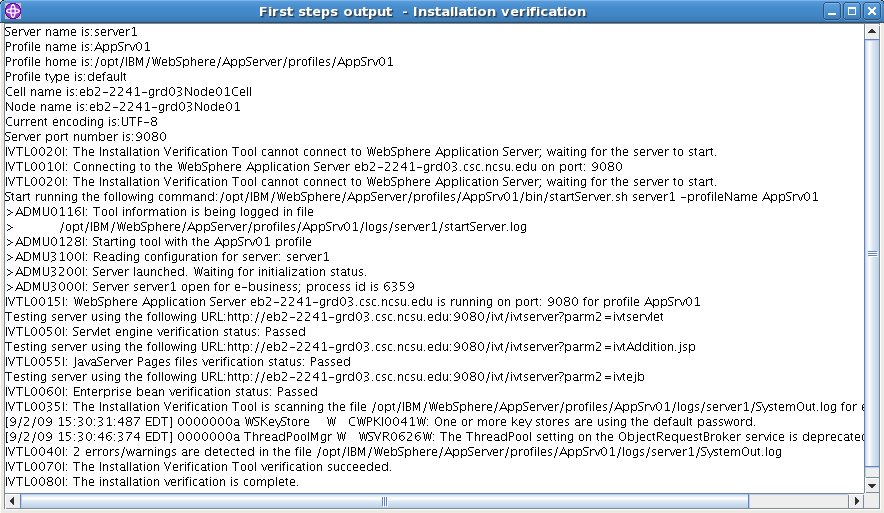 First steps output - Installation verification
Server name is:server1
Profile name is:AppSrv01
Profile home is:/opt/IBM/WebSphere/AppServer/profiles/AppSrv01
Profile type is:default
Cell name is:eb2-2241-grd03Node01Cell
Node name is:eb2-2241-grd03Node01
Current encoding is:UTF-8
Server port number is:9080
IVTL0020I: The Installation Verification Tool cannot connect to WebSphere Application Server; waiting for the server to start.
IVTL0010I: Connecting to the WebSphere Application Server eb2-2241-grd03.csc.ncsu.edu on port: 9080
IVTL0020I: The Installation Verification Tool cannot connect to WebSphere Application Server; waiting for the server to start.
Start running the following command:/opt/IBM/WebSphere/AppServer/profiles/AppSrv01/bin/startServer.sh server1 -profileName AppSrv01
>ADMU0116I: Tool information is being logged in file
> /opt/IBM/WebSphere/AppServer/profiles/AppSrv01/logs/server1/startServer.log
>ADMU0128I: Starting tool with the AppSrv01 profile
>ADMU3100I: Reading configuration for server: server1
>ADMU3200I: Server launched. Waiting for initialization status.
>ADMU3000I: Server server1 open for e-business; process id is 6359
IVTL0015I: WebSphere Application Server eb2-2241-grd03.csc.ncsu.edu is running on port: 9080 for profile AppSrv01
Testing server using the following URL:http://eb2-2241-grd03.csc.ncsu.edu:9080/ivt/ivtserver?parm2=ivtservlet
IVTL0050I: Servlet engine verification status: Passed
Testing server using the following URL:http://eb2-2241-grd03.csc.ncsu.edu:9080/ivt/ivtserver?parm2=ivtAddition.jsp
IVTL0055I: JavaServer Pages files verification status: Passed
Testing server using the following URL:http://eb2-2241-grd03.csc.ncsu.edu:9080/ivt/ivtserver?parm2=ivtejb
IVTL0060I: Enterprise bean verification status: Passed
IVTL0035I: The Installation Verification Tool is scanning the file /opt/IBM/WebSphere/AppServer/profiles/AppSrv01/logs/server1/SystemOut.log for
[9/2/09 15:30:31:487 EDT] 0000000a WSKeyStore W CWPKI0041W: One or more key stores are using the default password.
[9/2/09 15:30:46:374 EDT] 0000000a ThreadPoolMgr W WSVR0626W: The ThreadPool setting on the ObjectRequestBroker service is deprecated
IVTL0040I: 2 errors/warnings are detected in the file /opt/IBM/WebSphere/AppServer/profiles/AppSrv01/logs/server1/SystemOut.log
IVTL0070I: The Installation Verification Tool verification succeeded.
IVTL0080I: The installation verification is complete.